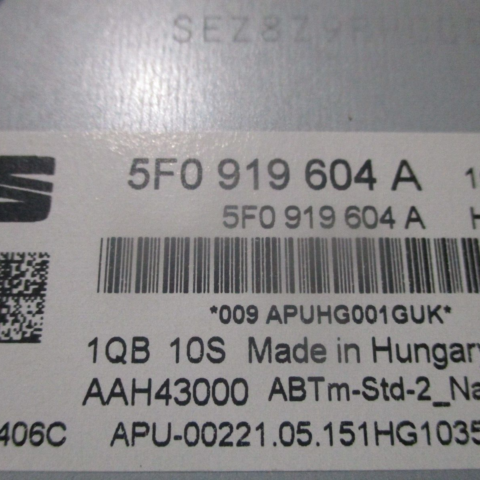 5F0 919 604 A 1
5F0 919 604 A H
*009 APUHG001GUK*
1QB 10S Made in Hungary
AAH43000 ABTm-Std-2_Na
406C APU-00221.05.151HG1035